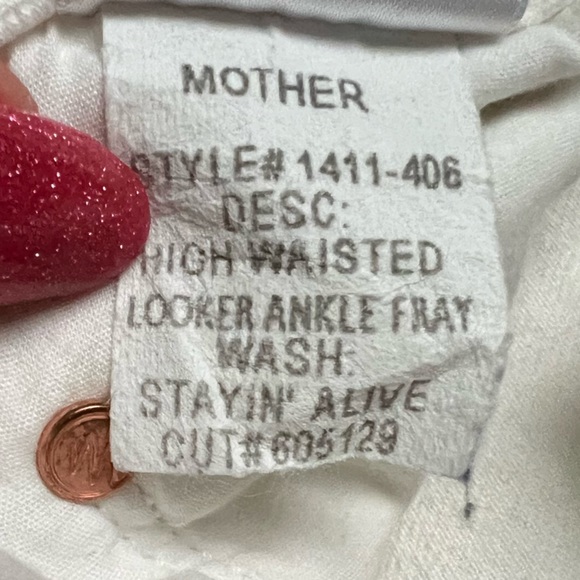 MOTHER
STYLE# 1411-406
DESC:
HIGH WAISTED
LOOKER ANKLE FRAY
WASH:
STAYIN' ALIVE
CUT# 605129